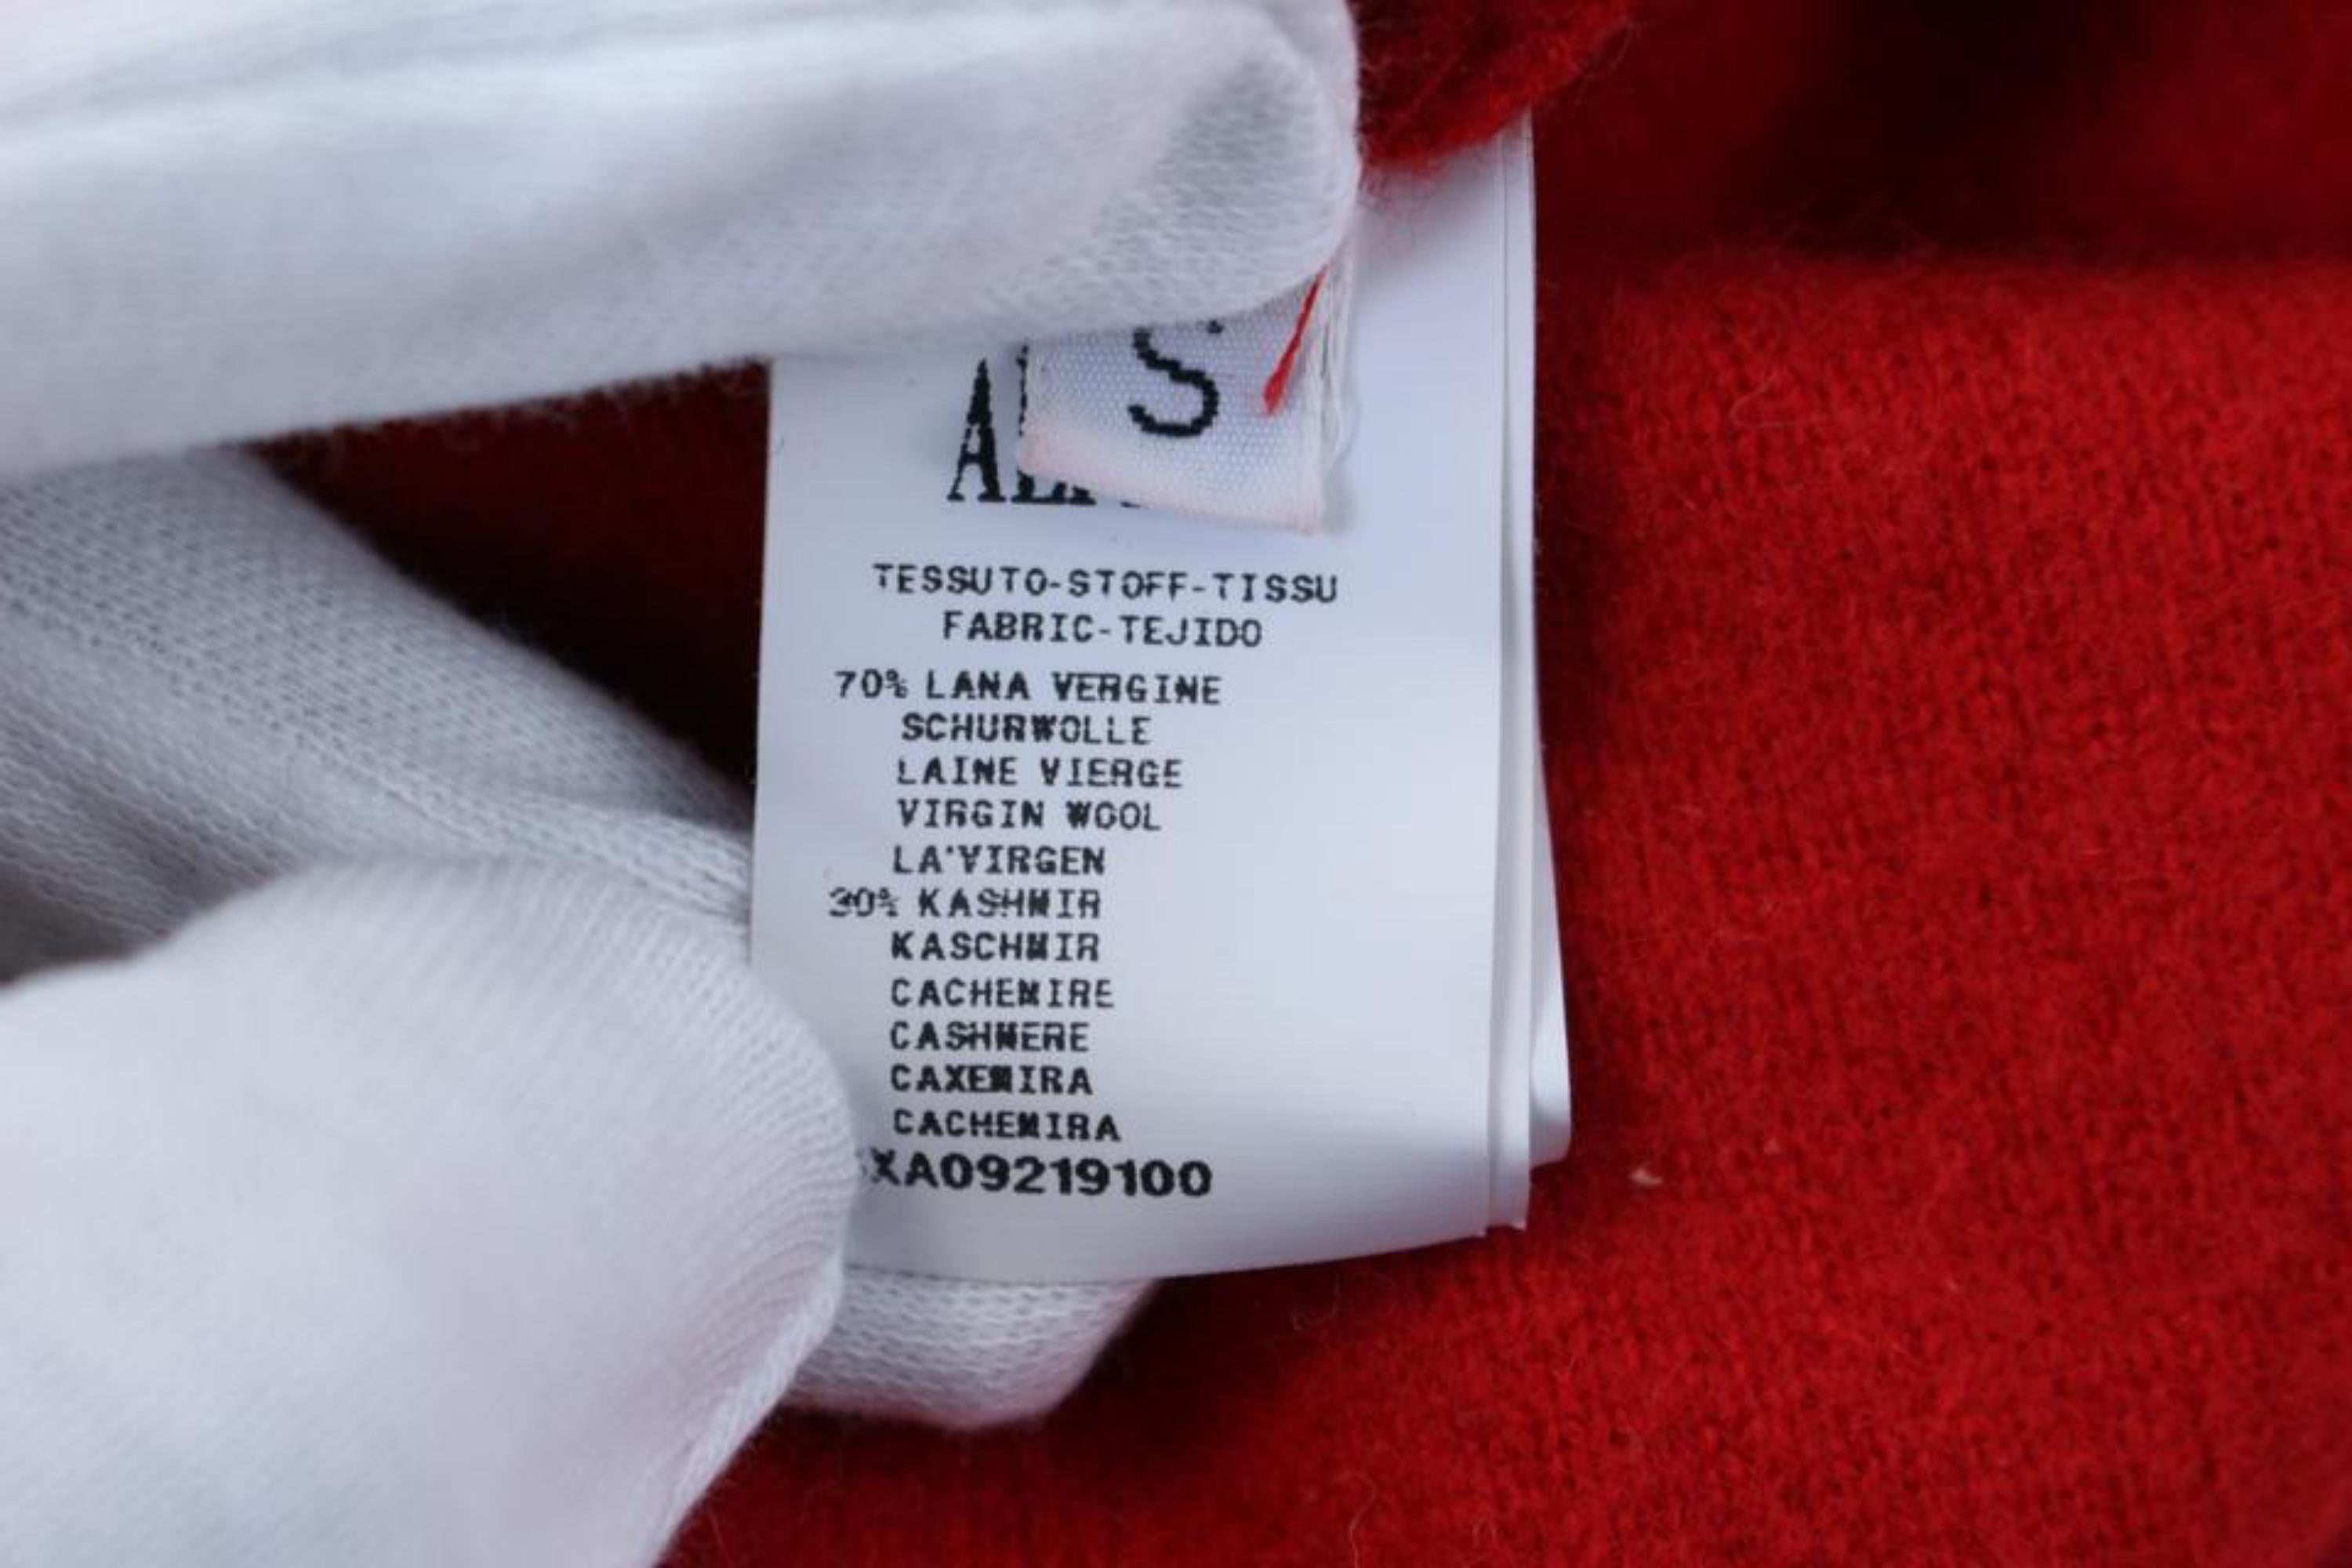 S
TESSUTO-STOFF-TISSU
FABRIC-TEJIDO
70% LANA VERGINE
SCHURWOLLE
LAINE VIERGE
VIRGIN WOOL
LA'VIRGEN
30% KASHMIR
KASCHMIR
CACHEMIRE
CASHMERE
CAXEMIRA
CACHEMIRA
XA09219100